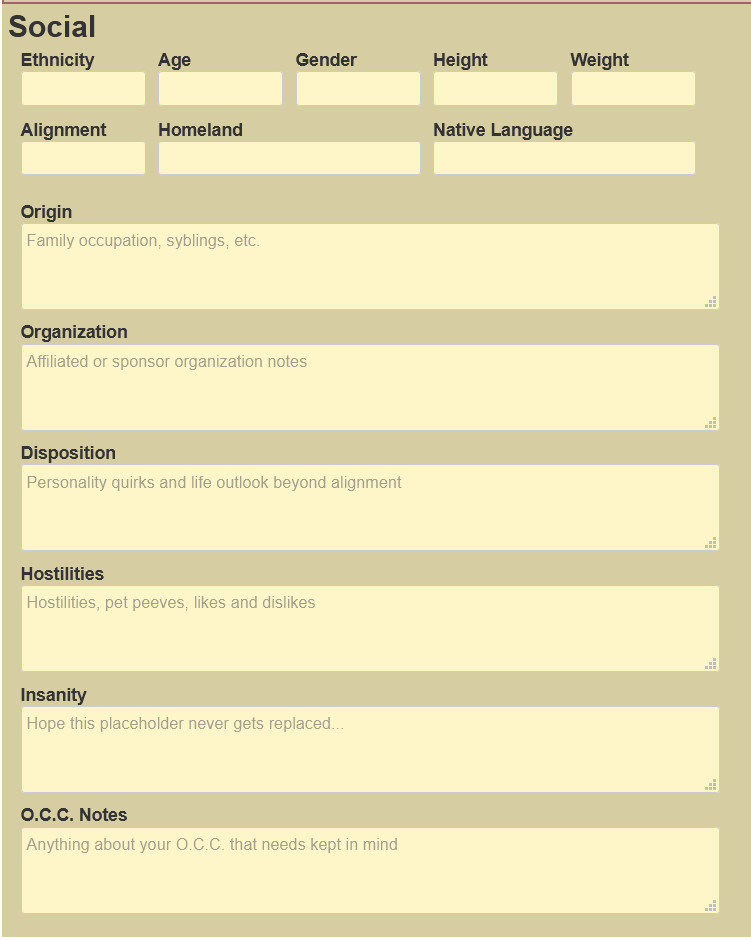 Social
Ethnicity Age Gender Height Weight
Alignment Homeland Native Language
Origin
Family occupation, syblings, etc.
Organization
Affiliated or sponsor organization notes
Disposition
Personality quirks and life outlook beyond alignment
Hostilities
Hostilities, pet peeves, likes and dislikes
Insanity
Hope this placeholder never gets replaced...
O.C.C. Notes
Anything about your O.C.C. that needs kept in mind